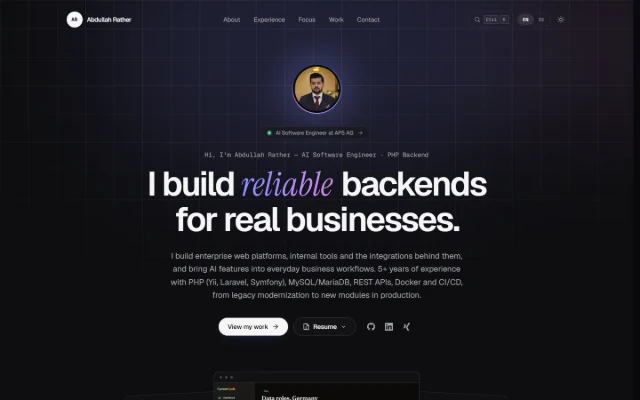 AR Abdullah Rather
About Experience Focus Work Contact
Ctrl K
EN DE
AI Software Engineer at APS AG →
Hi, I'm Abdullah Rather — AI Software Engineer · PHP Backend
I build reliable backends
for real businesses.
I build enterprise web platforms, internal tools and the integrations behind them,
and bring AI features into everyday business workflows. 5+ years of experience
with PHP (Yii, Laravel, Symfony), MySQL/MariaDB, REST APIs, Docker and CI/CD,
from legacy modernization to new modules in production.
View my work →
Resume
Data roles, Germany